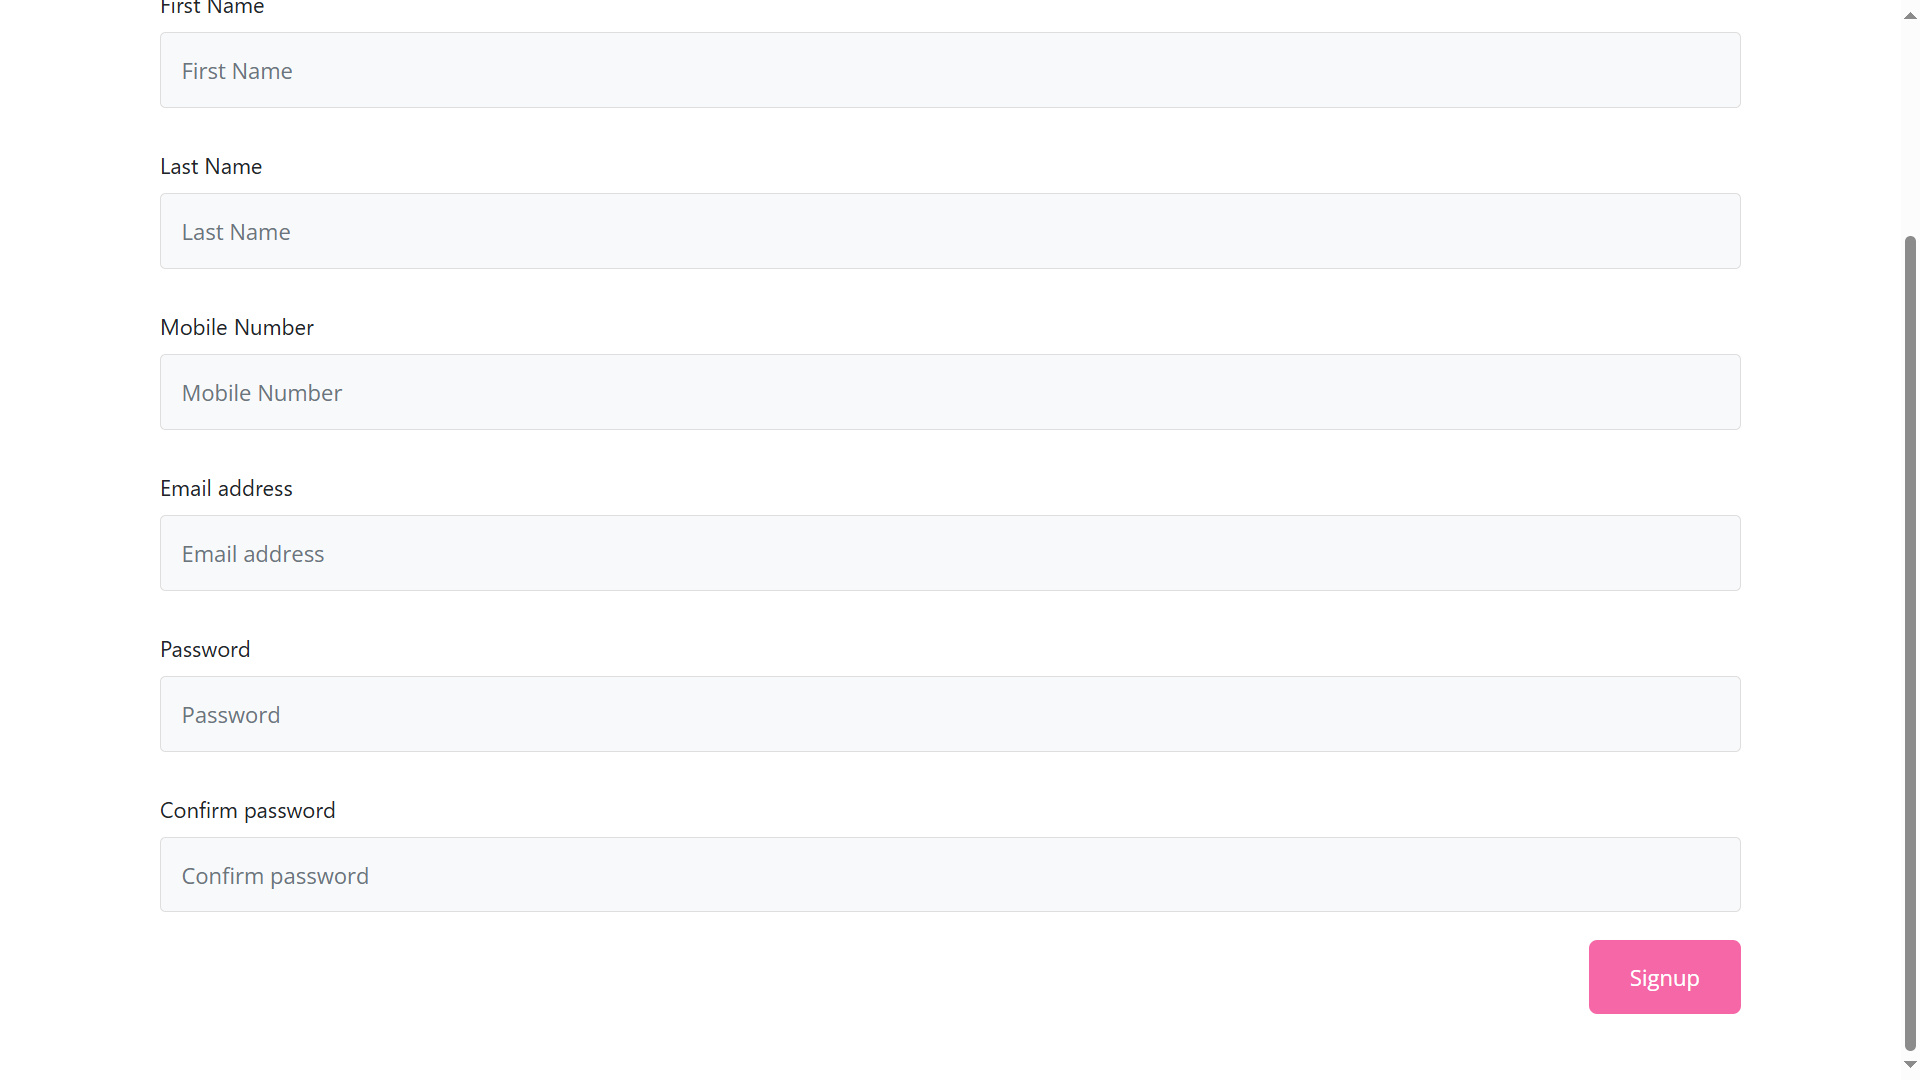 First Name
First Name
Last Name
Last Name
Mobile Number
Mobile Number
Email address
Email address
Password
Password
Confirm password
Confirm password
Signup